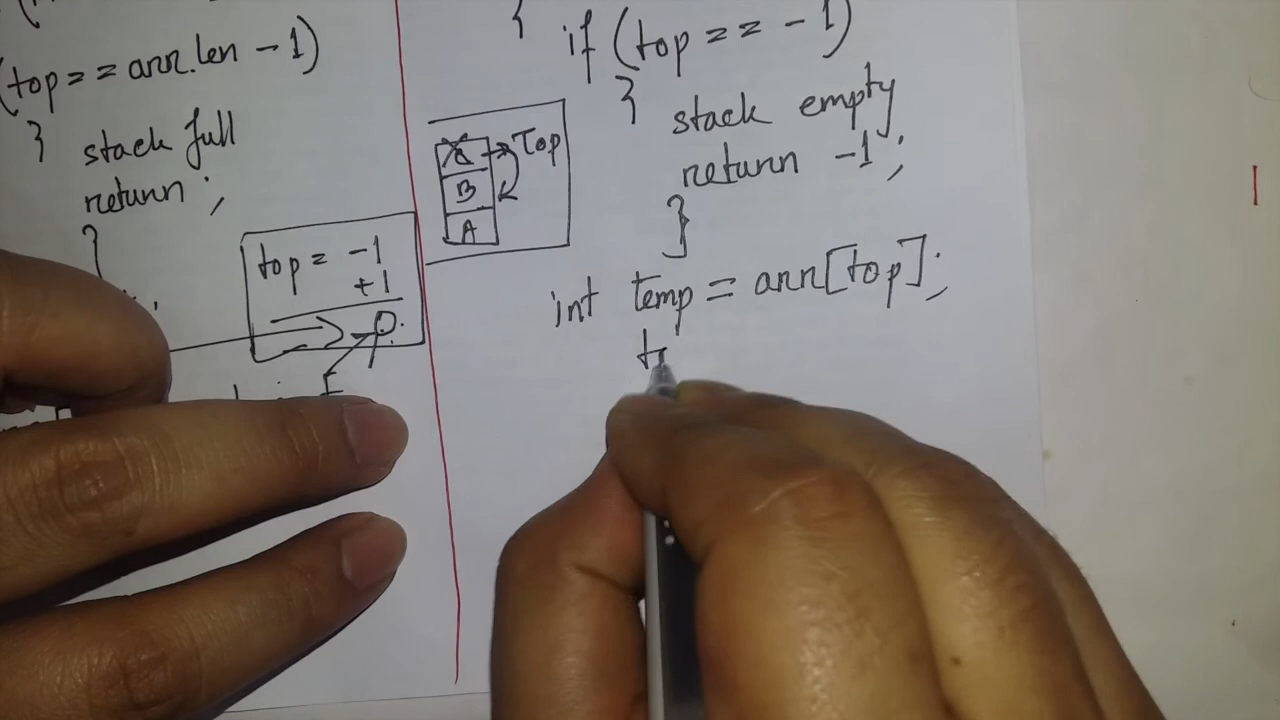 (top == arr.len - 1)
} stack full
return ;
}
top = -1
+1
0.
{
if (top == -1)
} stack empty
return -1 ;
}
C Top
B
A
int temp = arr[top];
t